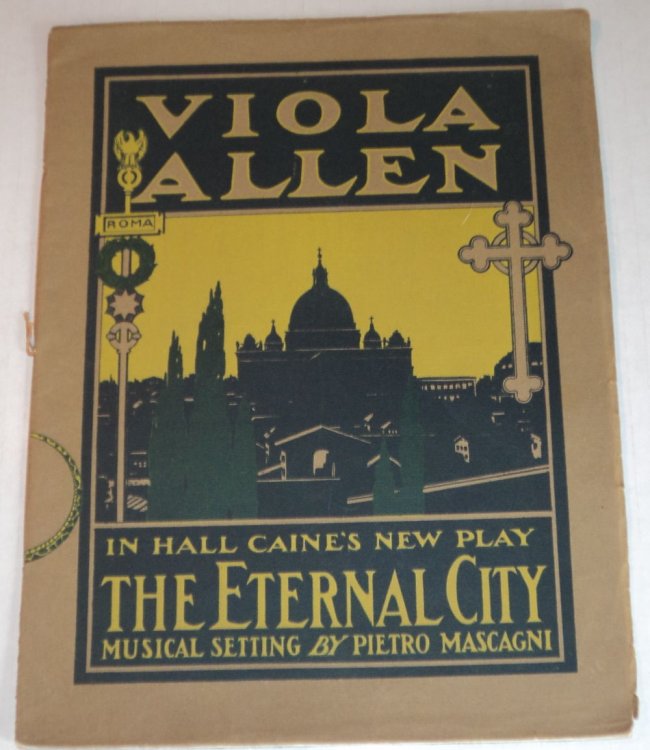 VIOLA
ALLEN
ROMA
IN HALL CAINE'S NEW PLAY
THE ETERNAL CITY
MUSICAL SETTING BY PIETRO MASCAGNI